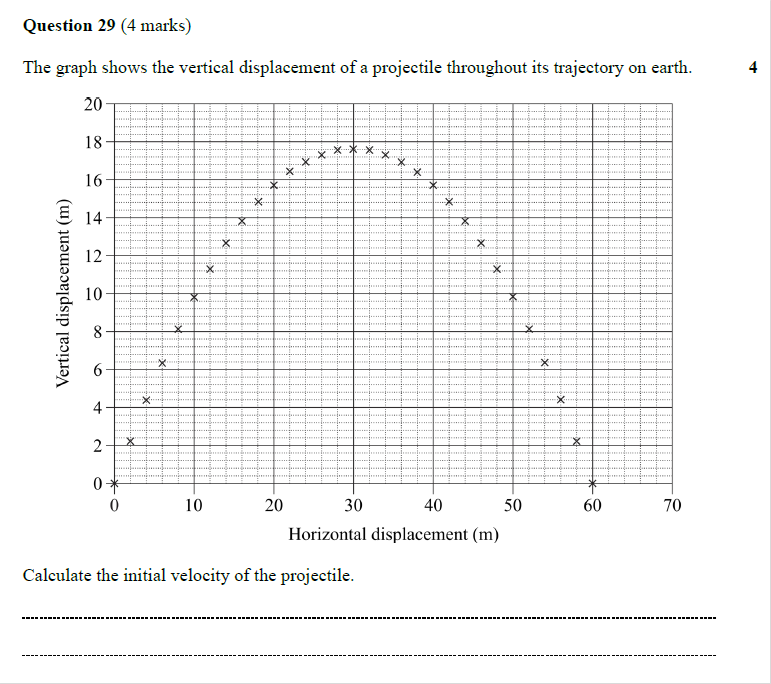 Question 29 (4 marks)
The graph shows the vertical displacement of a projectile throughout its trajectory on earth. 4
20
18
16
14
12
10
8
6
4
2
0
Vertical displacement (m)
0 10 20 30 40 50 60 70
Horizontal displacement (m)
Calculate the initial velocity of the projectile.